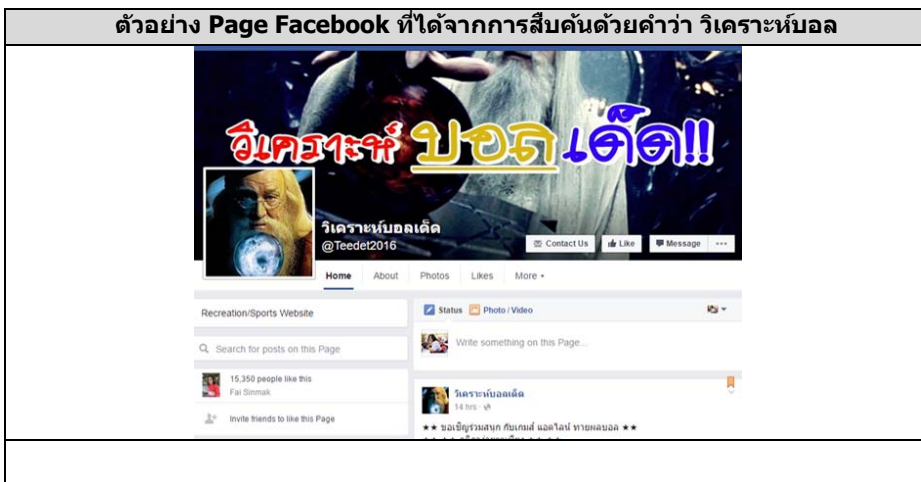 ตัวอย่าง Page Facebook ที่ได้จากการสืบค้นด้วยคำว่า วิเคราะห์บอล
วิเคราะห์ บอล เด็ด!!
วิเคราะห์บอลเด็ด
@Teedet2016
Contact Us Like Message
Home About Photos Likes More
Recreation/Sports Website
Status Photo / Video
Search for posts on this Page
Write something on this Page...
15,350 people like this
Fai Sinmak
Invite friends to like this Page
วิเคราะห์บอลเด็ด
14 hrs
★★ ขอเชิญร่วมสนุก กับเกมส์ แอดไลน์ ทายผลบอล ★★